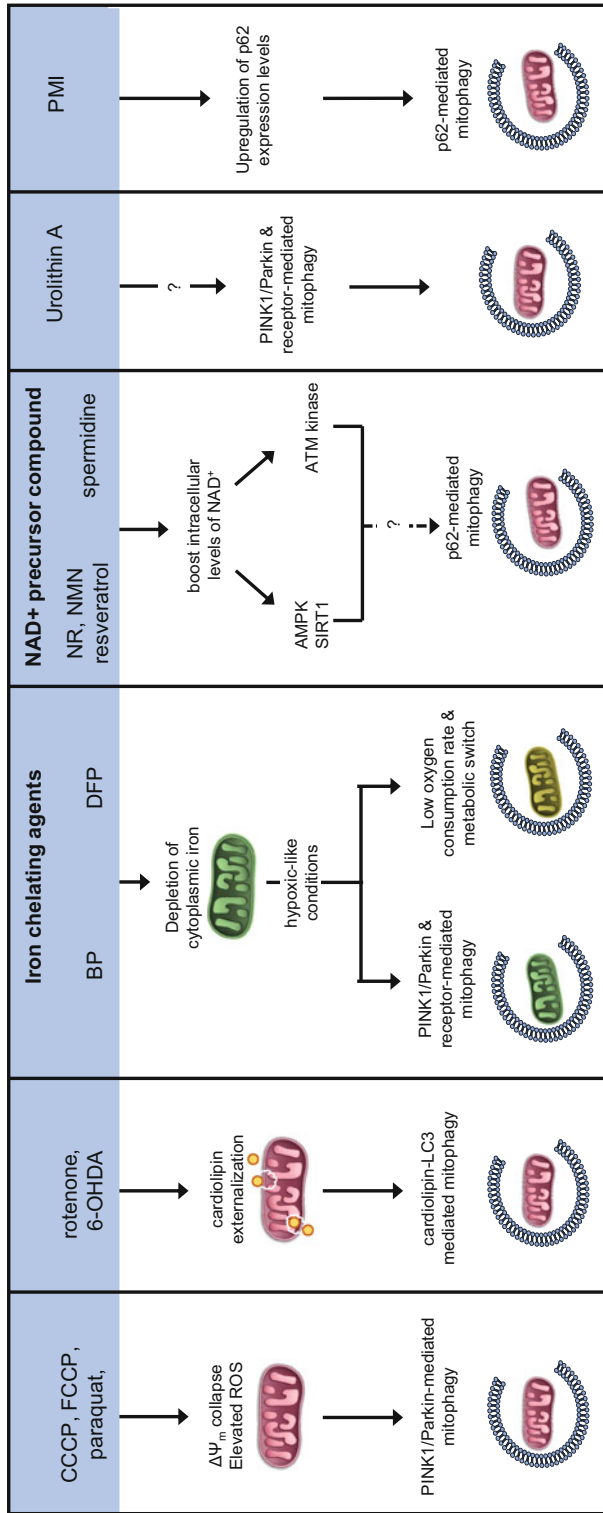 CCCP, FCCP,
paraquat,
ΔΨm collapse
Elevated ROS
PINK1/Parkin-mediated
mitophagy
rotenone,
6-OHDA
cardiolipin
externalization
cardiolipin-LC3
mediated mitophagy
Iron chelating agents
BP
DFP
Depletion of
cytoplasmic iron
hypoxic-like
conditions
PINK1/Parkin &
receptor-mediated
mitophagy
Low oxygen
consumption rate &
metabolic switch
NAD+ precursor compound
NR, NMN
resveratrol
spermidine
boost intracellular
levels of NAD⁺
AMPK
SIRT1
ATM kinase
?
p62-mediated
mitophagy
Urolithin A
?
PINK1/Parkin &
receptor-mediated
mitophagy
PMI
Upregulation of p62
expression levels
p62-mediated
mitophagy